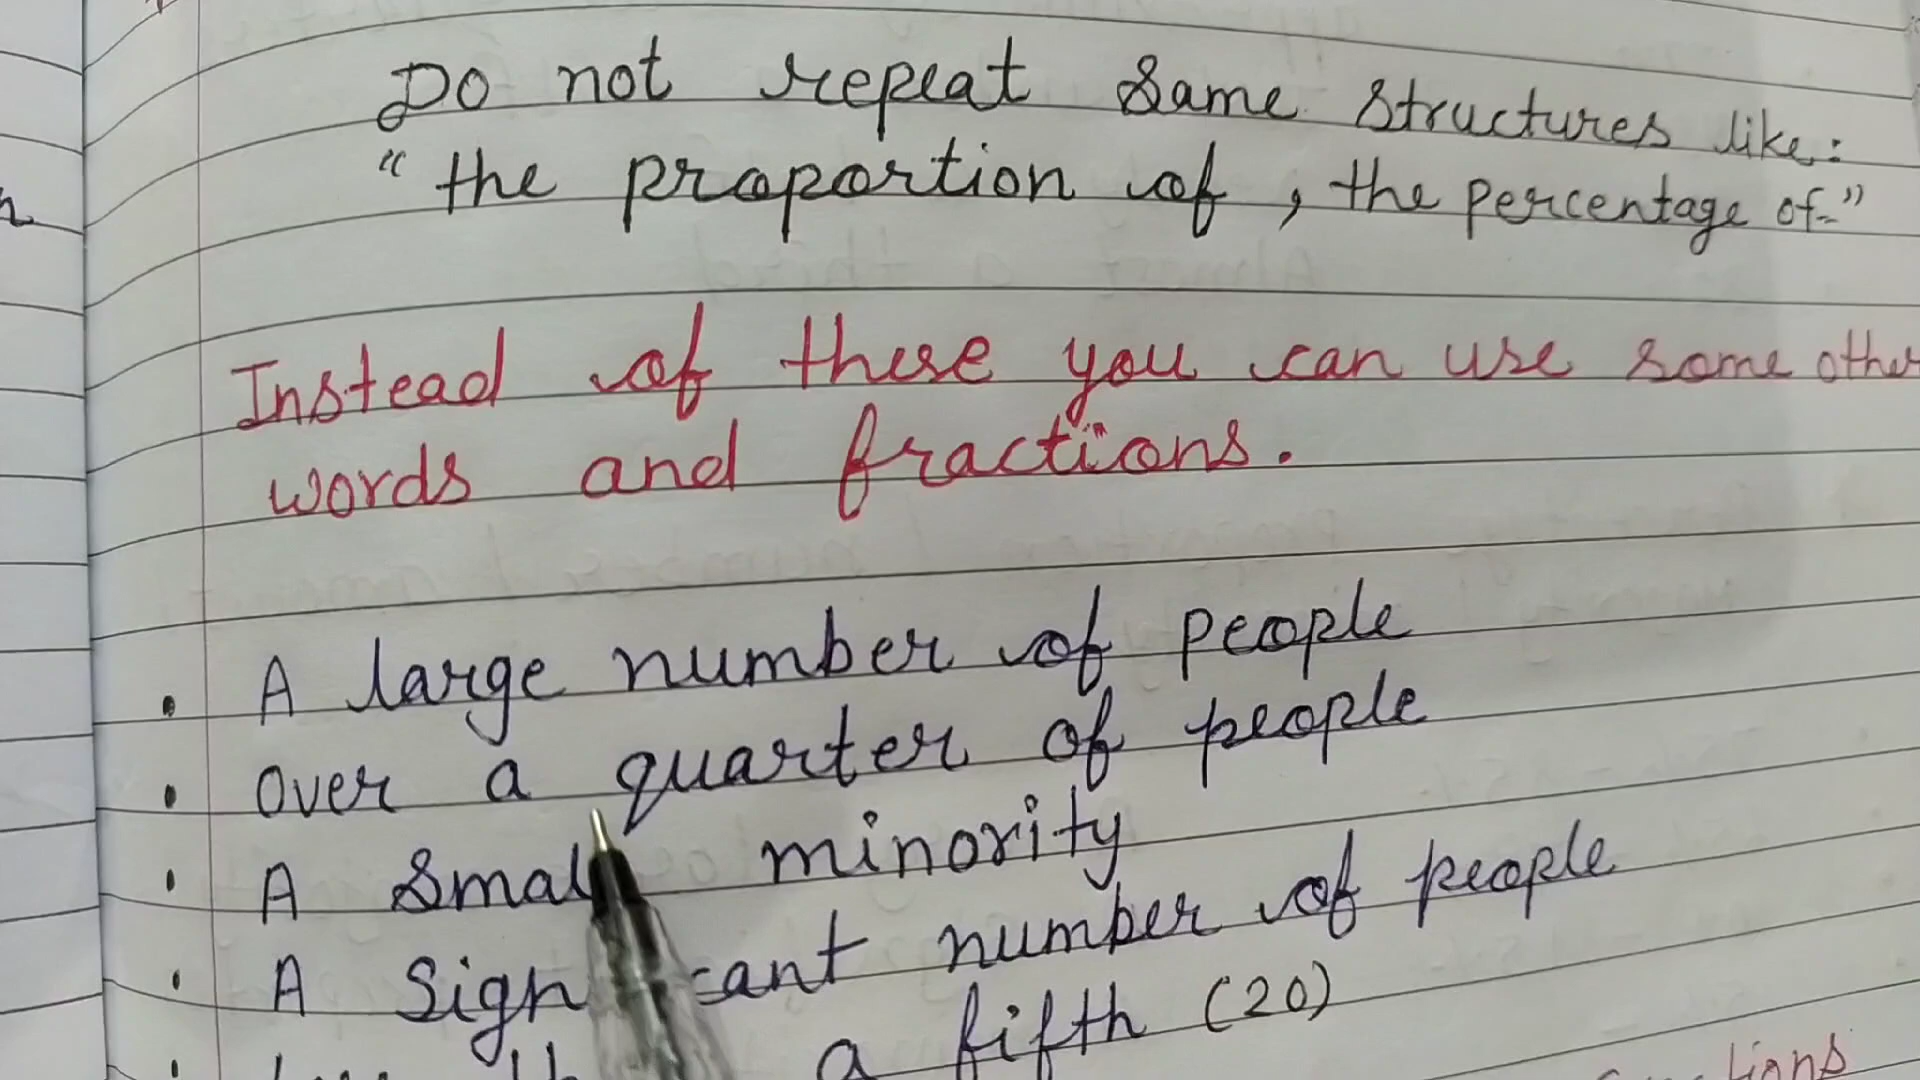 Do not repeat same structures like:
"the proportion of, the percentage of-"
Instead of these you can use some other
words and fractions.
• A large number of people
• Over a quarter of people
• A small minority
• A number of people
• a fifth (20)